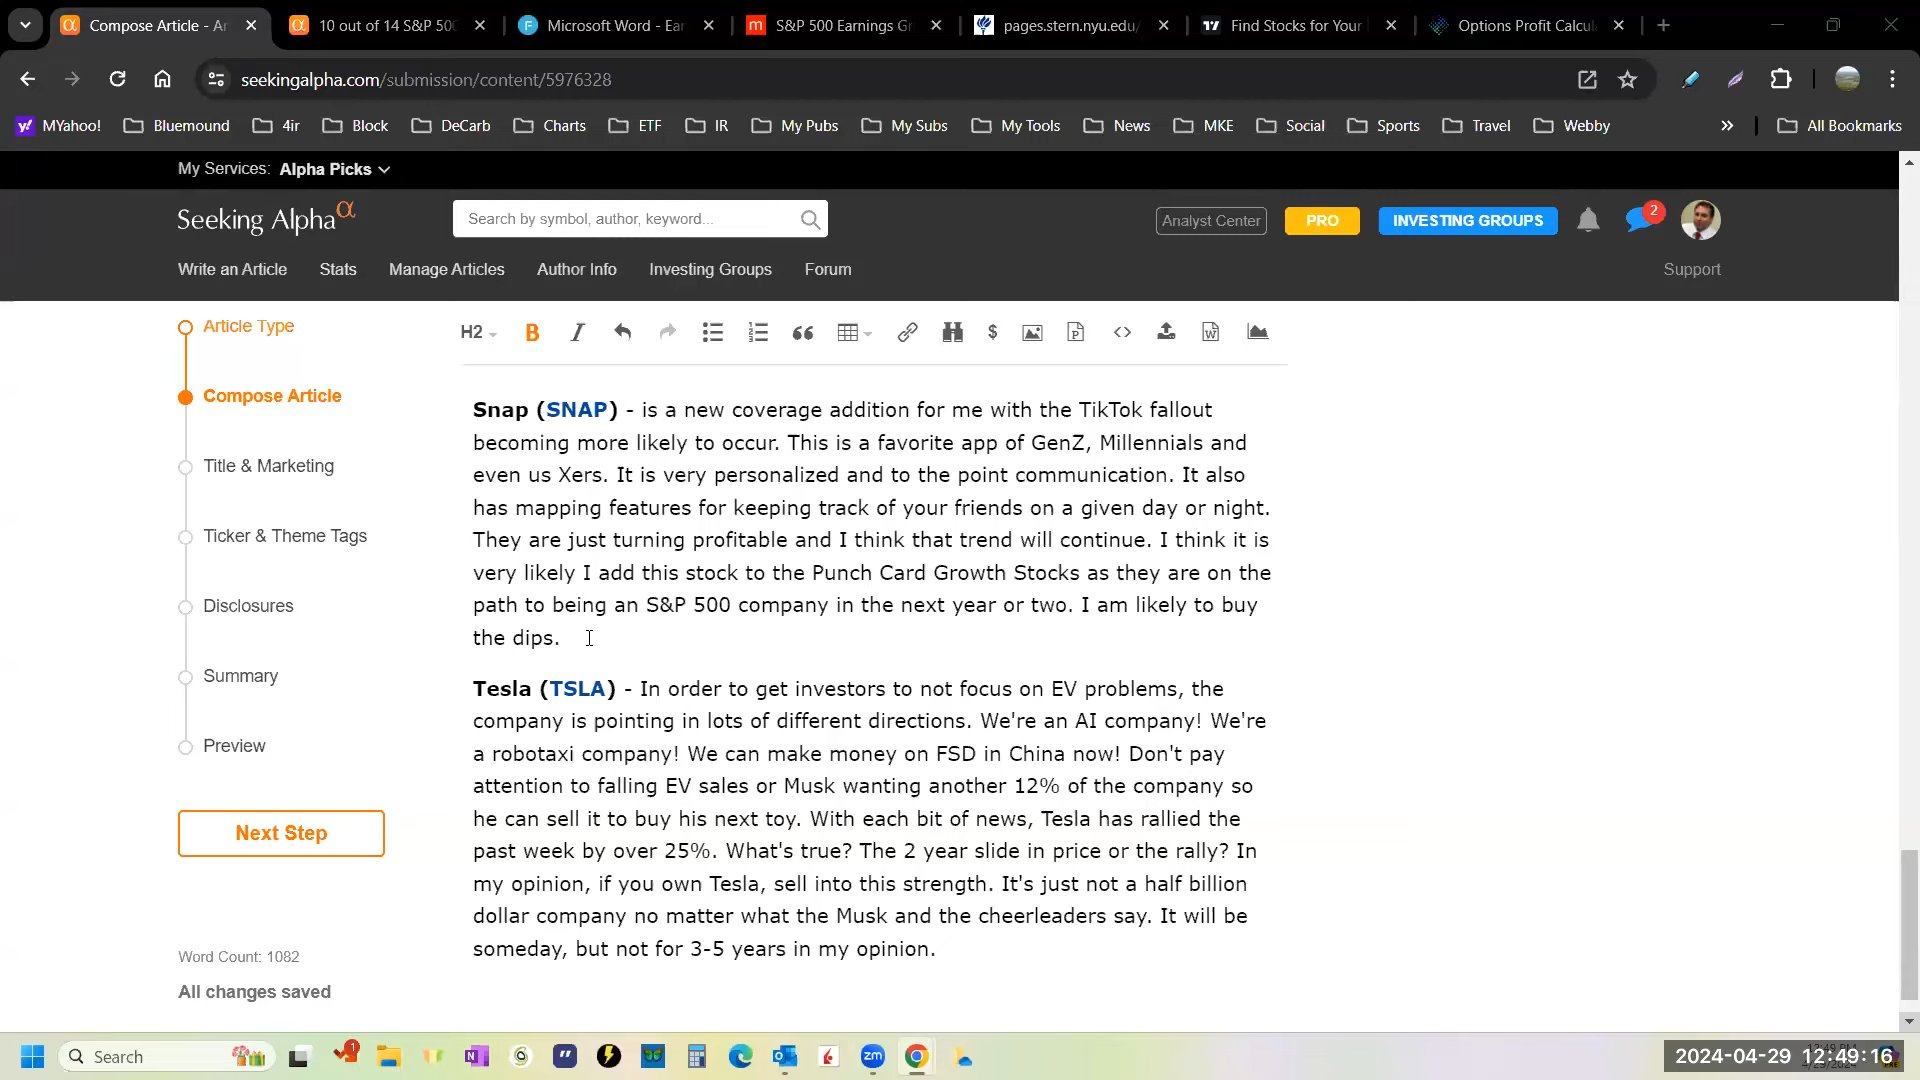 Compose Article - Ar
10 out of 14 S&P 50
Microsoft Word - Ear
S&P 500 Earnings Gr
pages.stern.nyu.edu/
Find Stocks for Your
Options Profit Calcul
seekingalpha.com/submission/content/5976328
MYahoo!
Bluemound
4ir
Block
DeCarb
Charts
ETF
IR
My Pubs
My Subs
My Tools
News
MKE
Social
Sports
Travel
Webby
All Bookmarks
My Services: Alpha Picks
Seeking Alpha α
Search by symbol, author, keyword...
Analyst Center
PRO
INVESTING GROUPS
2
Write an Article
Stats
Manage Articles
Author Info
Investing Groups
Forum
Support
Article Type
Compose Article
Title & Marketing
Ticker & Theme Tags
Disclosures
Summary
Preview
Next Step
Word Count: 1082
All changes saved
H2
B
I
Snap (SNAP) - is a new coverage addition for me with the TikTok fallout
becoming more likely to occur. This is a favorite app of GenZ, Millennials and
even us Xers. It is very personalized and to the point communication. It also
has mapping features for keeping track of your friends on a given day or night.
They are just turning profitable and I think that trend will continue. I think it is
very likely I add this stock to the Punch Card Growth Stocks as they are on the
path to being an S&P 500 company in the next year or two. I am likely to buy
the dips.
Tesla (TSLA) - In order to get investors to not focus on EV problems, the
company is pointing in lots of different directions. We're an AI company! We're
a robotaxi company! We can make money on FSD in China now! Don't pay
attention to falling EV sales or Musk wanting another 12% of the company so
he can sell it to buy his next toy. With each bit of news, Tesla has rallied the
past week by over 25%. What's true? The 2 year slide in price or the rally? In
my opinion, if you own Tesla, sell into this strength. It's just not a half billion
dollar company no matter what the Musk and the cheerleaders say. It will be
someday, but not for 3-5 years in my opinion.
Search
1
zm
2024-04-29 12:49:16